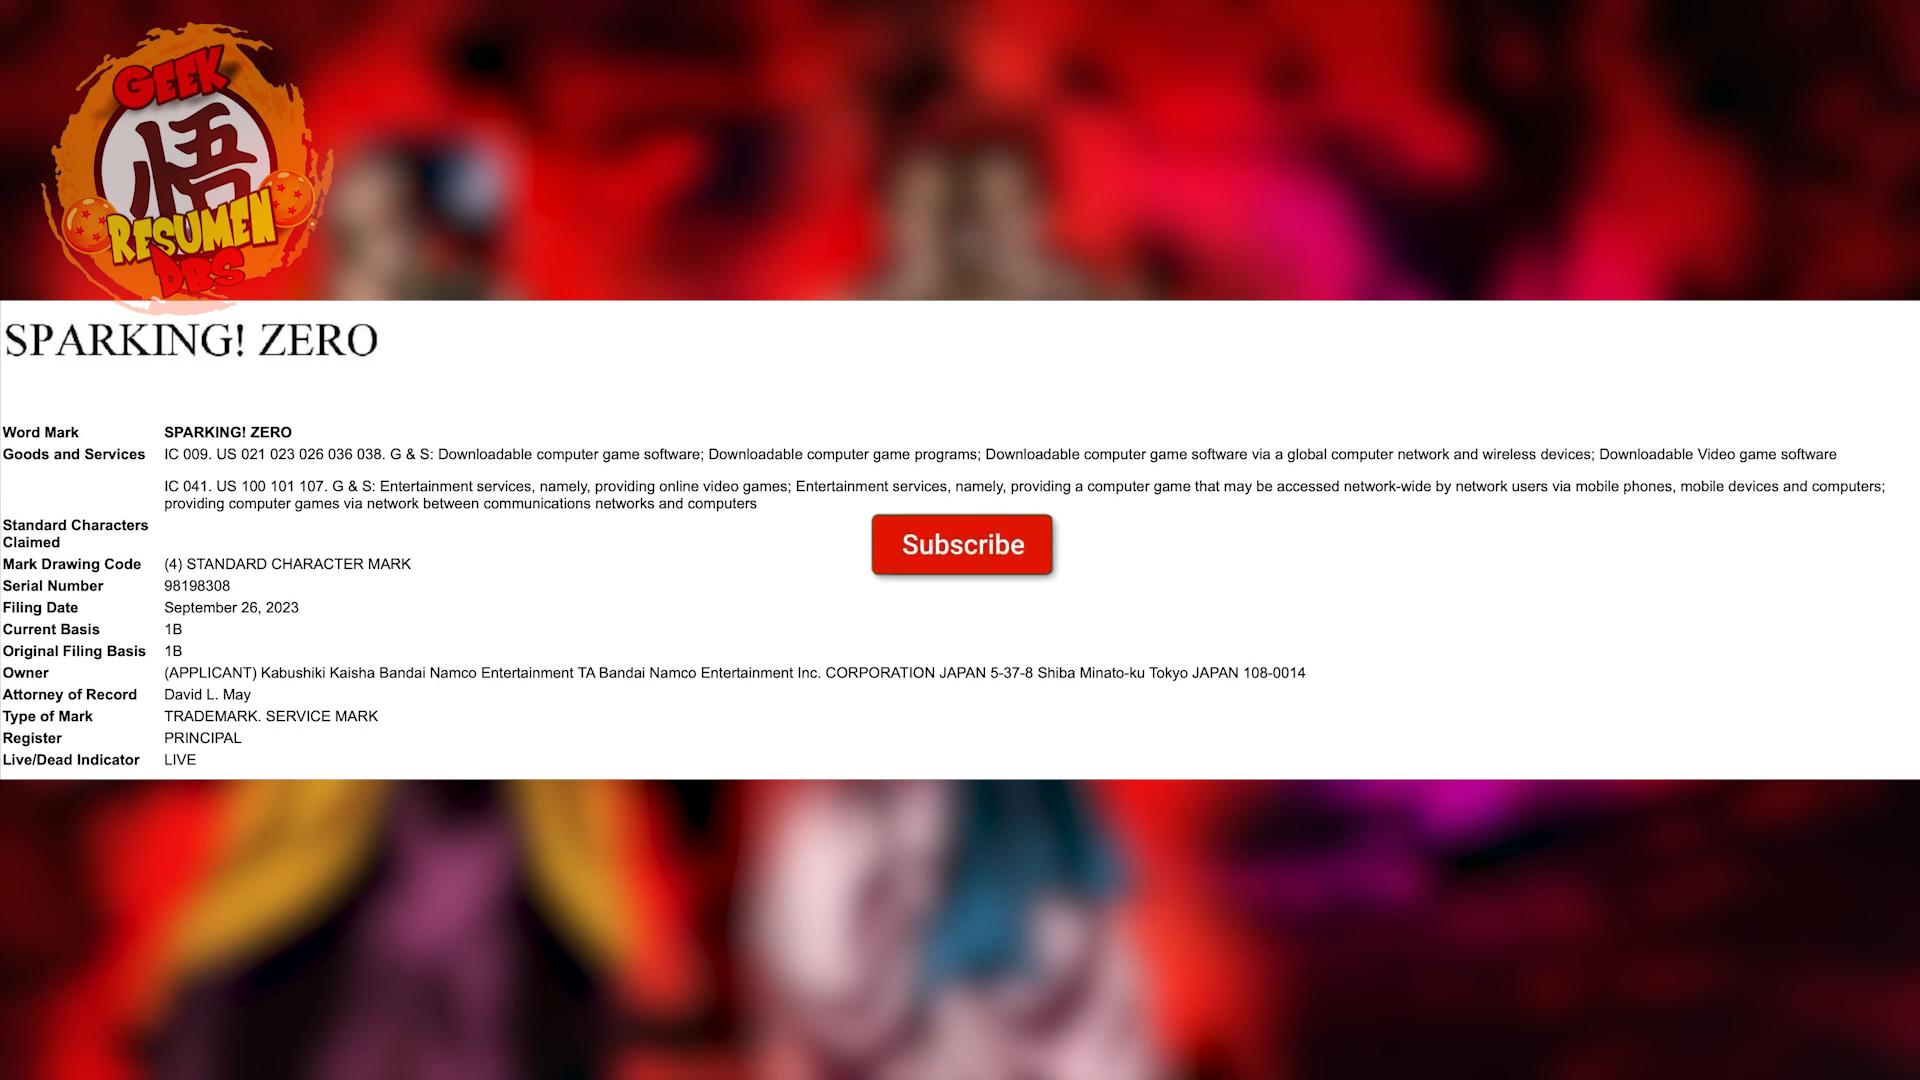 GEEK
悟
RESUMEN
DBS
SPARKING! ZERO
Word Mark SPARKING! ZERO
Goods and Services IC 009. US 021 023 026 036 038. G & S: Downloadable computer game software; Downloadable computer game programs; Downloadable computer game software via a global computer network and wireless devices; Downloadable Video game software
IC 041. US 100 101 107. G & S: Entertainment services, namely, providing online video games; Entertainment services, namely, providing a computer game that may be accessed network-wide by network users via mobile phones, mobile devices and computers;
providing computer games via network between communications networks and computers
Standard Characters
Claimed
Subscribe
Mark Drawing Code (4) STANDARD CHARACTER MARK
Serial Number 98198308
Filing Date September 26, 2023
Current Basis 1B
Original Filing Basis 1B
Owner (APPLICANT) Kabushiki Kaisha Bandai Namco Entertainment TA Bandai Namco Entertainment Inc. CORPORATION JAPAN 5-37-8 Shiba Minato-ku Tokyo JAPAN 108-0014
Attorney of Record David L. May
Type of Mark TRADEMARK. SERVICE MARK
Register PRINCIPAL
Live/Dead Indicator LIVE